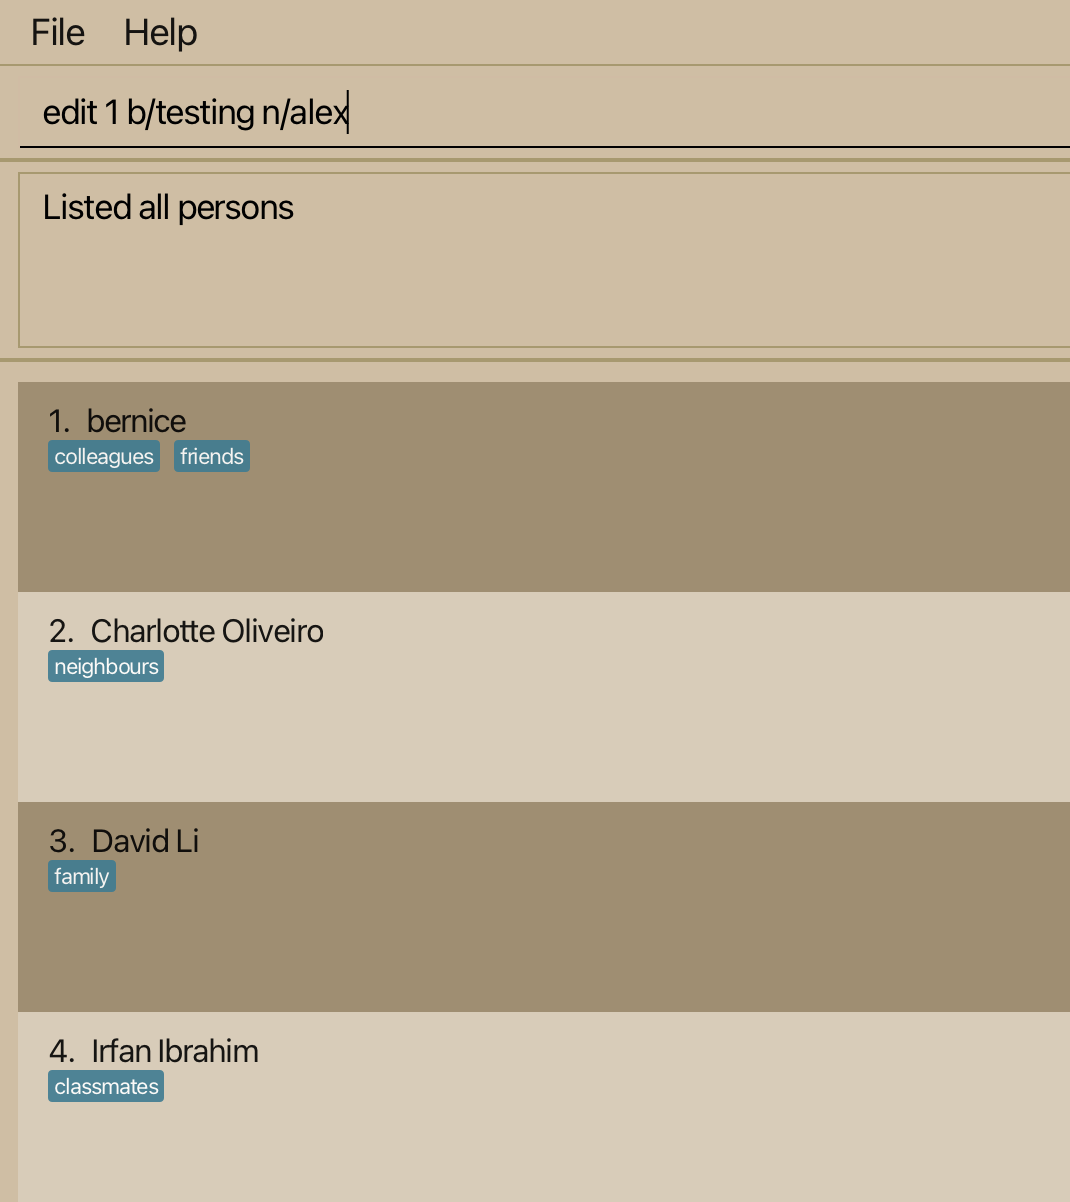 File Help
edit 1 b/testing n/alex
Listed all persons
1. bernice
colleagues friends
2. Charlotte Oliveiro
neighbours
3. David Li
family
4. Irfan Ibrahim
classmates